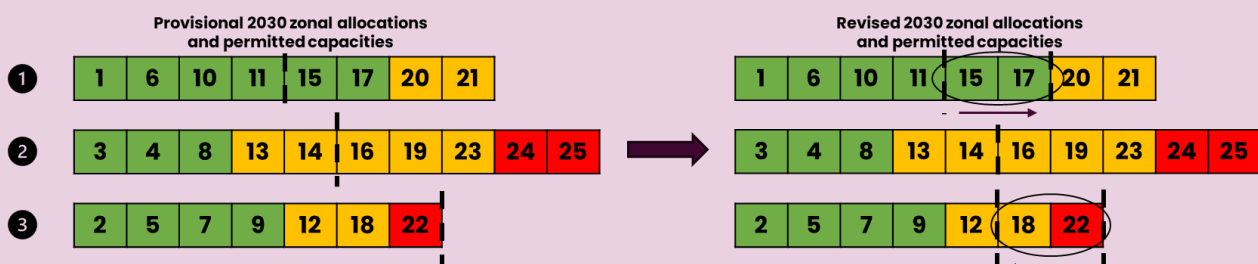 Provisional 2030 zonal allocations
and permitted capacities
Revised 2030 zonal allocations
and permitted capacities
1
1 6 10 11 15 17 20 21
1 6 10 11 15 17 20 21
2
3 4 8 13 14 16 19 23 24 25
3 4 8 13 14 16 19 23 24 25
3
2 5 7 9 12 18 22
2 5 7 9 12 18 22